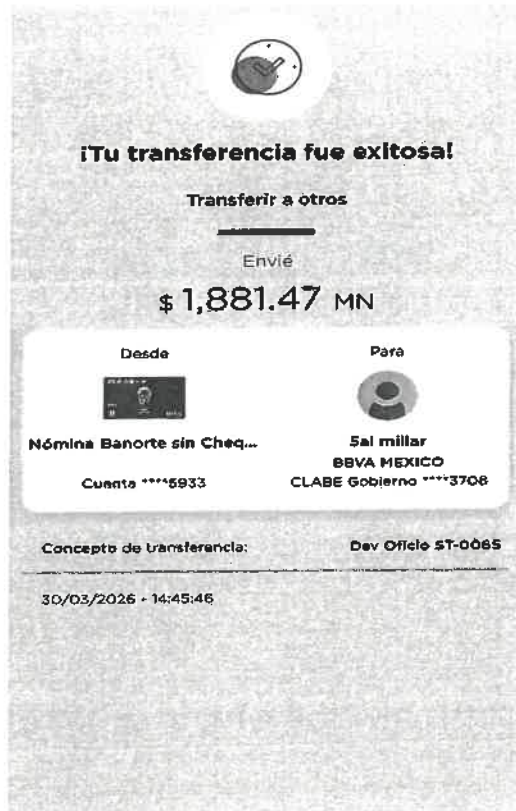 ¡Tu transferencia fue exitosa!
Transferir a otros
Envié
$ 1,881.47 MN
Desde
Para
Nómina Banorte sin Cheq...
Cuenta ****5933
5al millar
BBVA MEXICO
CLABE Gobierno ****3708
Concepto de transferencia:
Dev Oficio ST-0085
30/03/2026 - 14:45:46